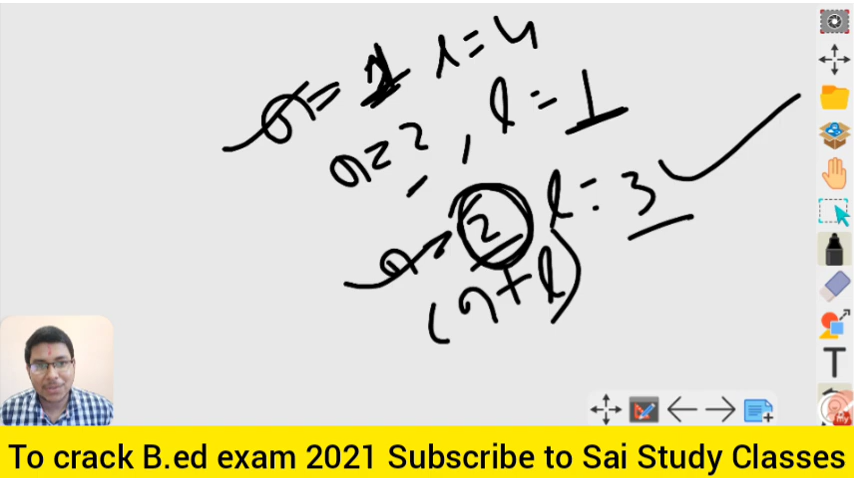 n = 1 l = 4
n = 2 , l = 1
n = 2 l = 3
(n+l)
To crack B.ed exam 2021 Subscribe to Sai Study Classes